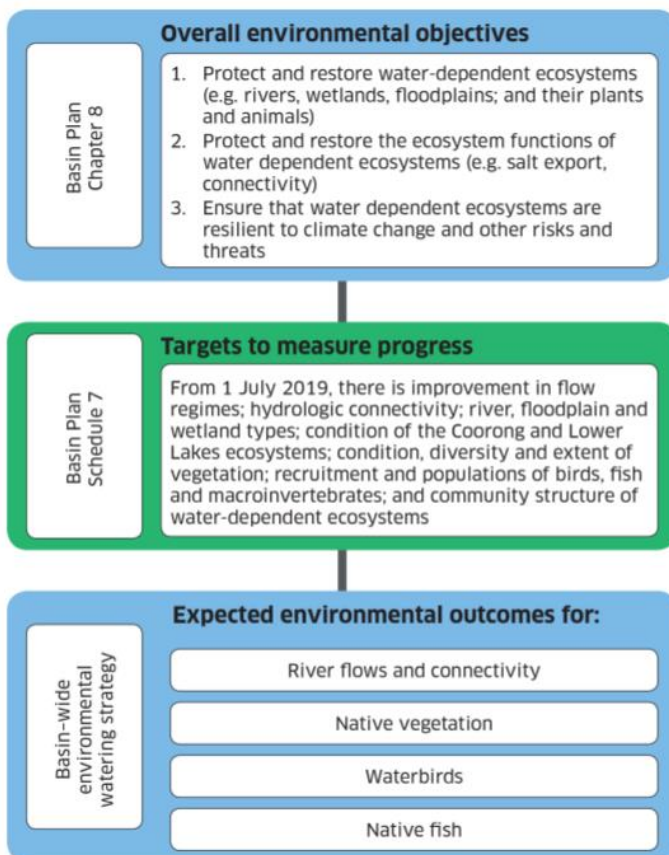 Overall environmental objectives
Basin Plan
Chapter 8
1. Protect and restore water-dependent ecosystems
(e.g. rivers, wetlands, floodplains; and their plants
and animals)
2. Protect and restore the ecosystem functions of
water dependent ecosystems (e.g. salt export,
connectivity)
3. Ensure that water dependent ecosystems are
resilient to climate change and other risks and
threats
Targets to measure progress
Basin Plan
Schedule 7
From 1 July 2019, there is improvement in flow
regimes; hydrologic connectivity; river, floodplain and
wetland types; condition of the Coorong and Lower
Lakes ecosystems; condition, diversity and extent of
vegetation; recruitment and populations of birds, fish
and macroinvertebrates; and community structure of
water-dependent ecosystems
Expected environmental outcomes for:
Basin-wide
environmental
watering strategy
River flows and connectivity
Native vegetation
Waterbirds
Native fish